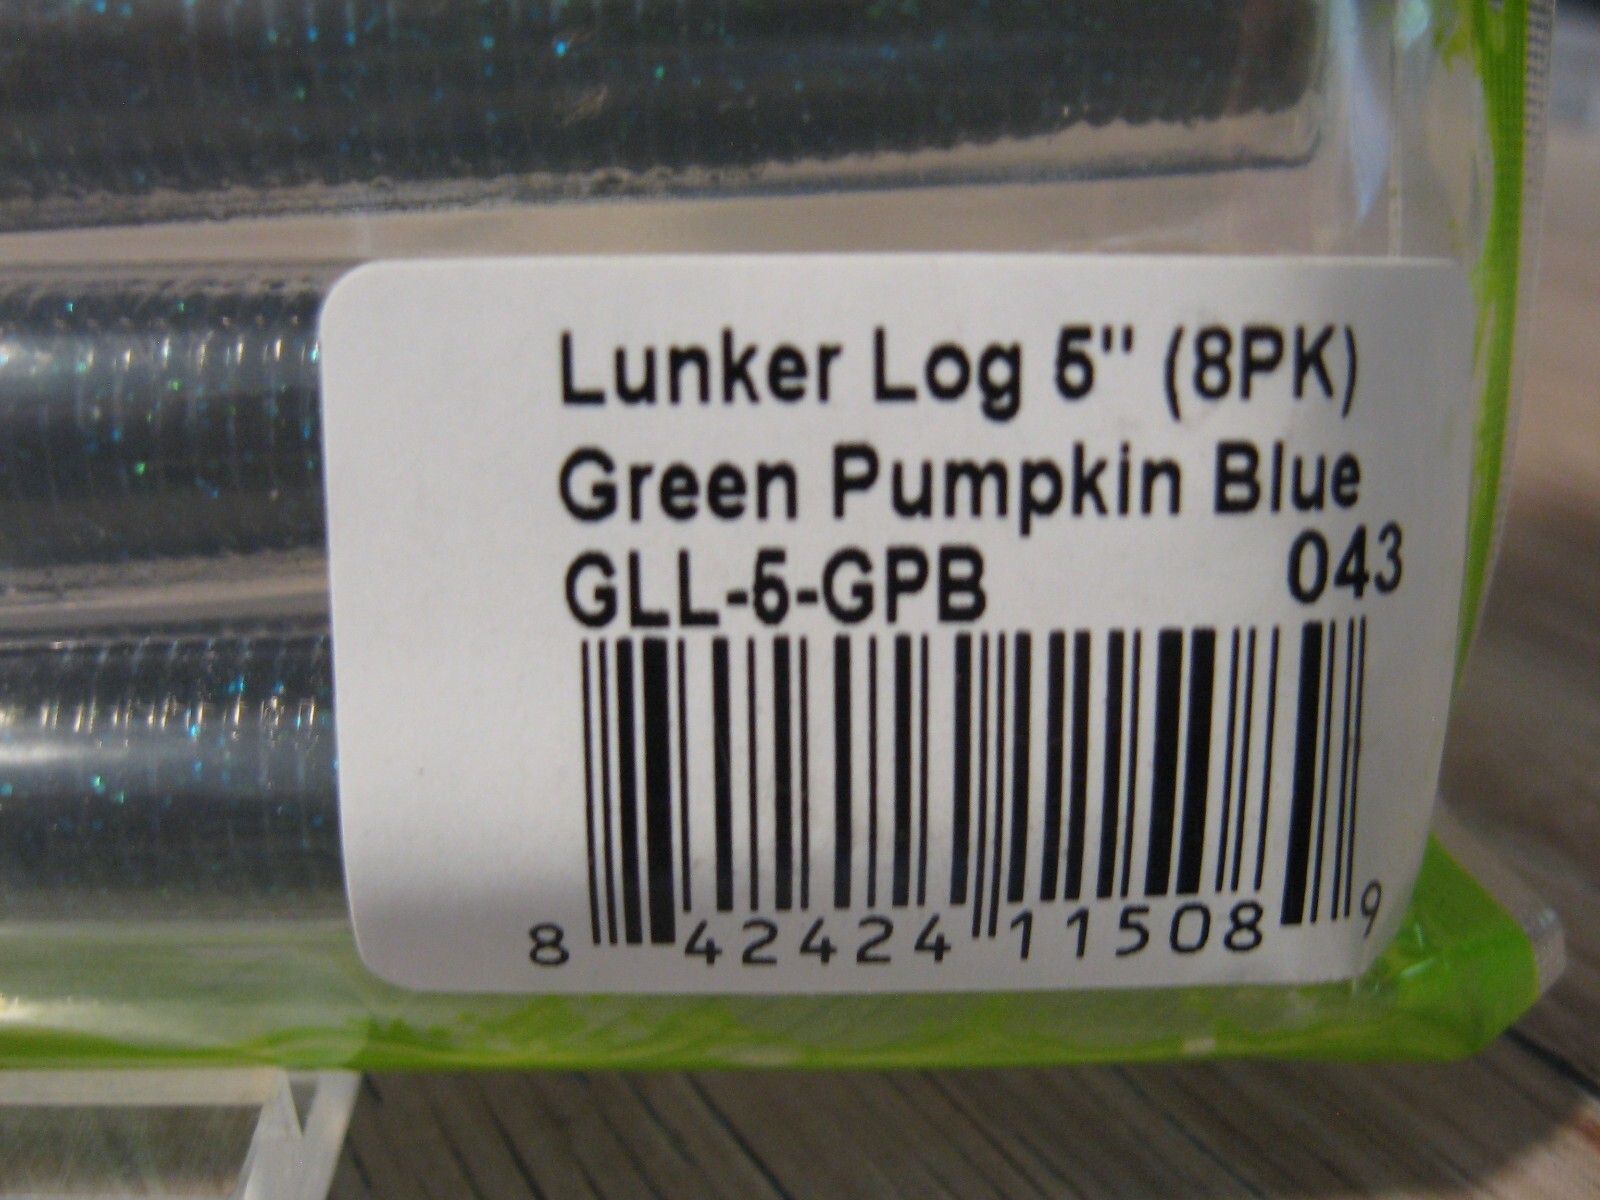 Lunker Log 5" (8PK)
Green Pumpkin Blue
GLL-5-GPB 043
8 42424 11508 9